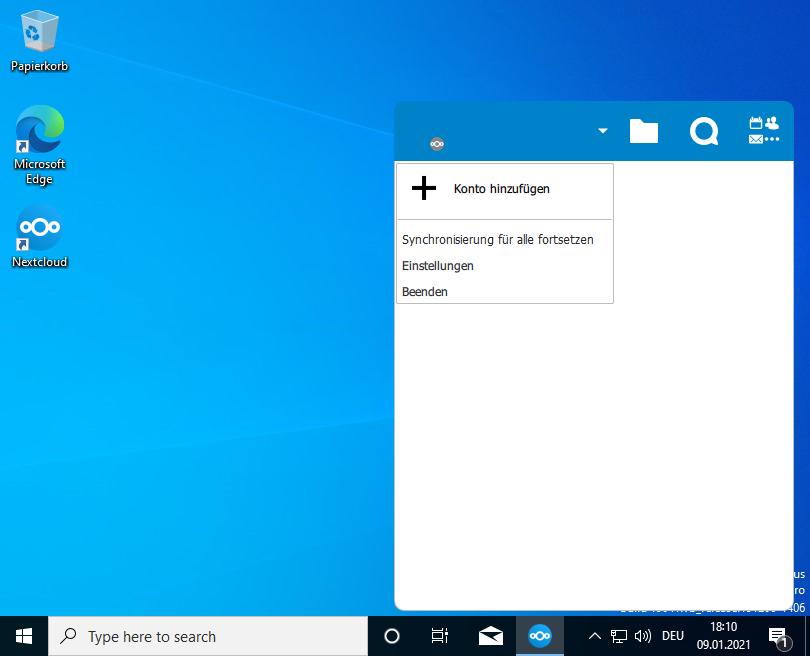 Papierkorb
Microsoft
Edge
Nextcloud
Konto hinzufügen
Synchronisierung für alle fortsetzen
Einstellungen
Beenden
Type here to search
DEU
18:10
09.01.2021
1